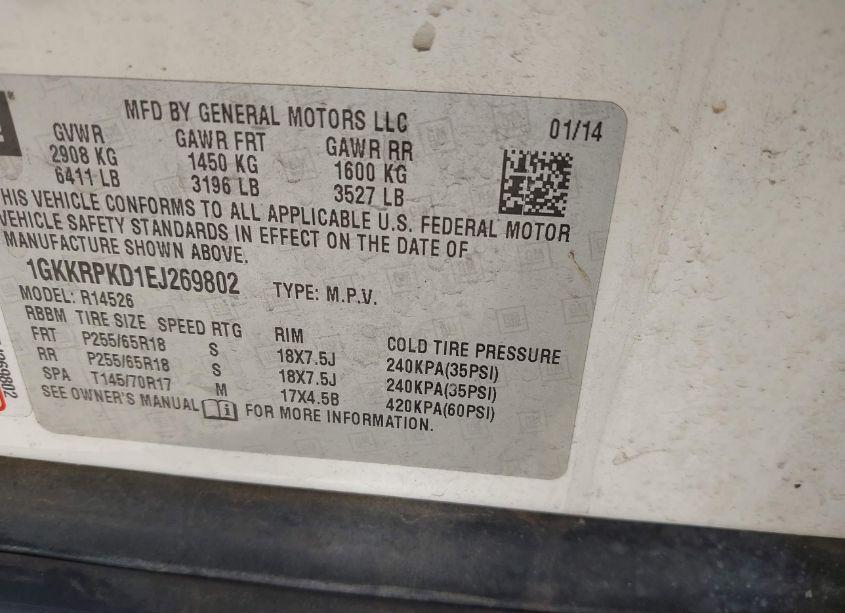 MFD BY GENERAL MOTORS LLC 01/14
GVWR GAWR FRT GAWR RR
2908 KG 1450 KG 1600 KG
6411 LB 3196 LB 3527 LB
HIS VEHICLE CONFORMS TO ALL APPLICABLE U.S. FEDERAL MOTOR
VEHICLE SAFETY STANDARDS IN EFFECT ON THE DATE OF
MANUFACTURE SHOWN ABOVE.
1GKKRPKD1EJ269802 TYPE: M.P.V.
MODEL: R14526
RBBM TIRE SIZE SPEED RTG RIM COLD TIRE PRESSURE
FRT P255/65R18 S 18X7.5J 240KPA(35PSI)
RR P255/65R18 S 18X7.5J 240KPA(35PSI)
SPA T145/70R17 M 17X4.5B 420KPA(60PSI)
SEE OWNER'S MANUAL FOR MORE INFORMATION.